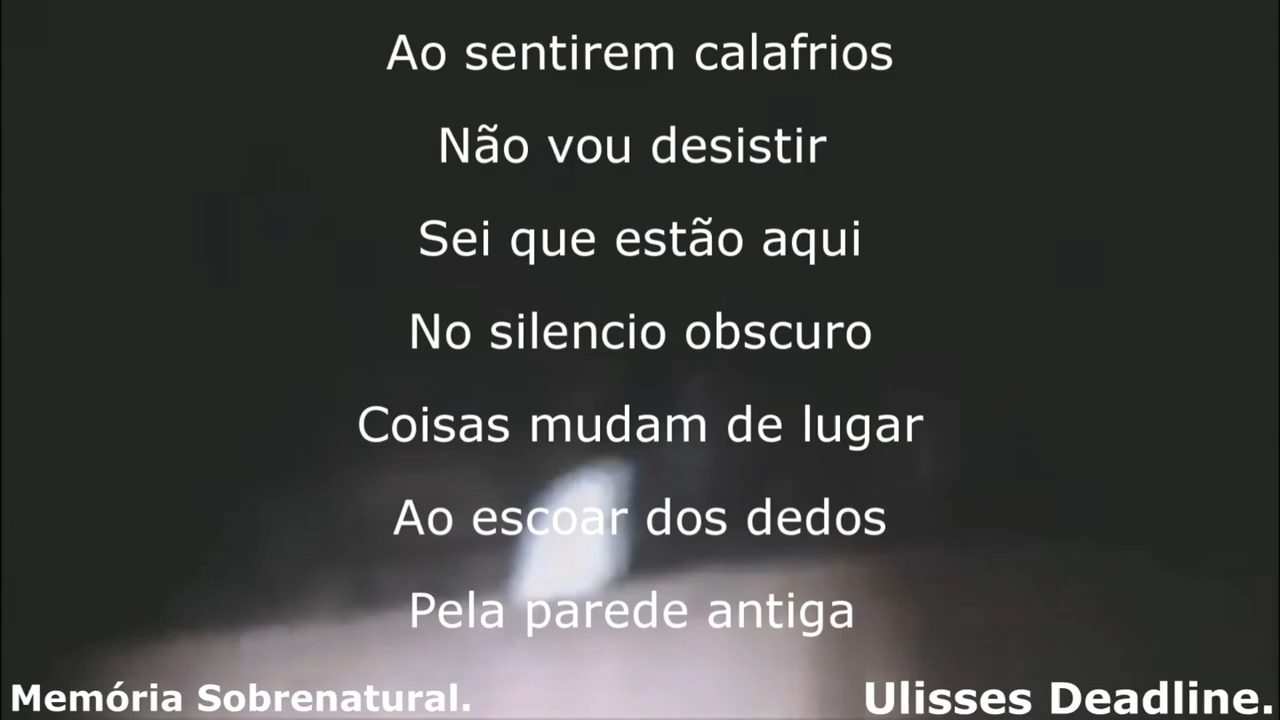 Ao sentirem calafrios
Não vou desistir
Sei que estão aqui
No silencio obscuro
Coisas mudam de lugar
Ao escoar dos dedos
Pela parede antiga
Memória Sobrenatural.
Ulisses Deadline.